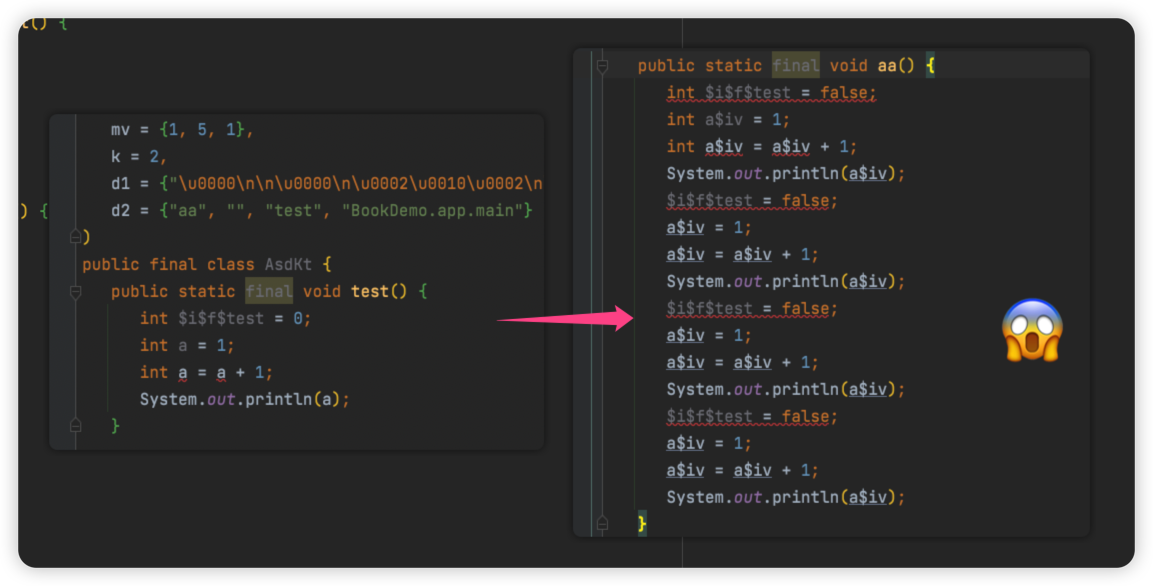 t() {
) {
mv = {1, 5, 1},
k = 2,
d1 = {"\u0000\n\n\u0000\n\u0002\u0010\u0002\n
d2 = {"aa", "", "test", "BookDemo.app.main"}
)
public final class AsdKt {
public static final void test() {
int $i$f$test = 0;
int a = 1;
int a = a + 1;
System.out.println(a);
}
public static final void aa() {
int $i$f$test = false;
int a$iv = 1;
int a$iv = a$iv + 1;
System.out.println(a$iv);
$i$f$test = false;
a$iv = 1;
a$iv = a$iv + 1;
System.out.println(a$iv);
$i$f$test = false;
a$iv = 1;
a$iv = a$iv + 1;
System.out.println(a$iv);
$i$f$test = false;
a$iv = 1;
a$iv = a$iv + 1;
System.out.println(a$iv);
}